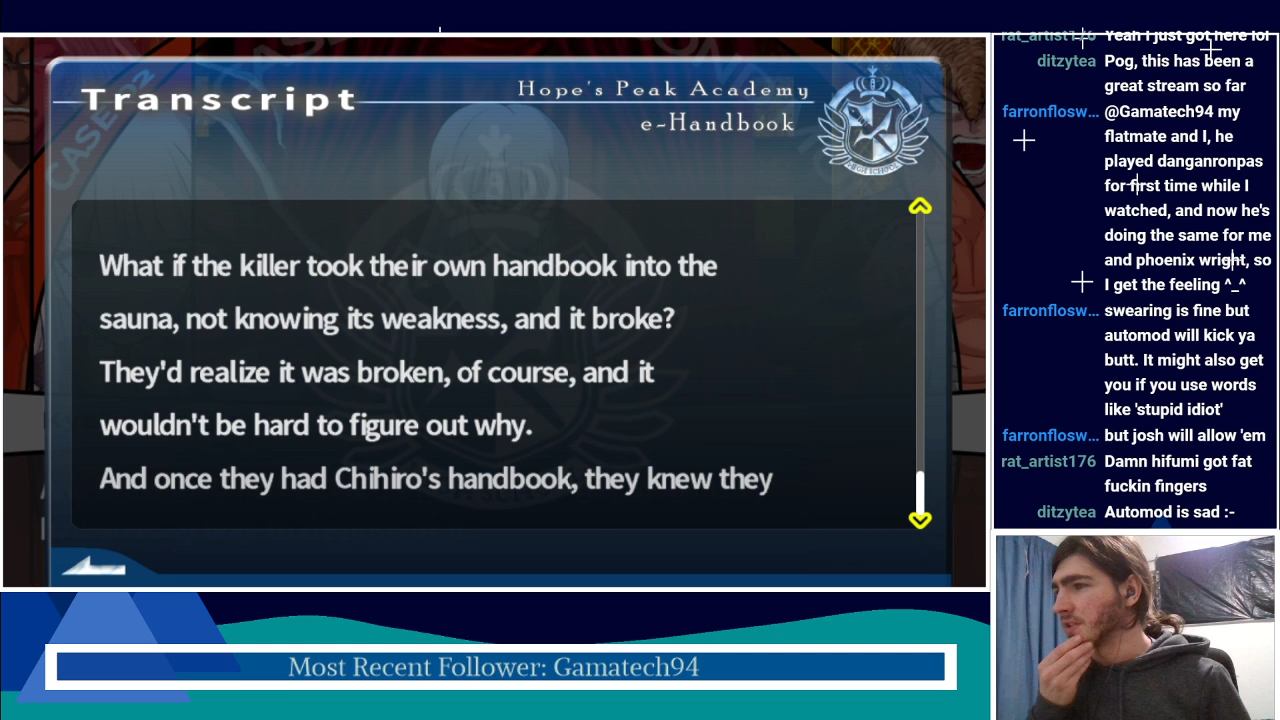 Transcript
Hope's Peak Academy
e-Handbook
CASE 2
What if the killer took their own handbook into the
sauna, not knowing its weakness, and it broke?
They'd realize it was broken, of course, and it
wouldn't be hard to figure out why.
And once they had Chihiro's handbook, they knew they
rat_artist176 Yeah I just got here lol
ditzytea Pog, this has been a
great stream so far
farronflosw… @Gamatech94 my
flatmate and I, he
played danganronpas
for first time while I
watched, and now he's
doing the same for me
and phoenix wright, so
I get the feeling ^_^
farronflosw… swearing is fine but
automod will kick ya
butt. It might also get
you if you use words
like 'stupid idiot'
farronflosw… but josh will allow 'em
rat_artist176 Damn hifumi got fat
fuckin fingers
ditzytea Automod is sad :-
Most Recent Follower: Gamatech94